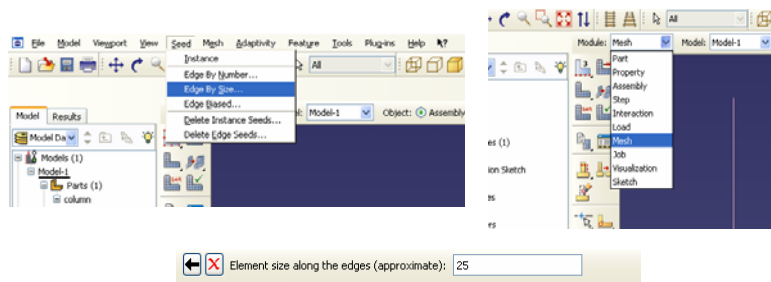 File Model Viewport View Seed Mesh Adaptivity Feature Tools Plug-ins Help
Instance
Edge By Number...
Edge By Size...
Edge Biased...
Delete Instance Seeds...
Delete Edge Seeds...
All
Model Results
Model-1 Object: Assembly
Model Da
Models (1)
Model-1
Parts (1)
column
All
Module: Mesh Model: Model-1
Part
Property
Assembly
Step
Interaction
Load
Mesh
Job
Visualization
Sketch
es (1)
ion Sketch
es
Element size along the edges (approximate): 25